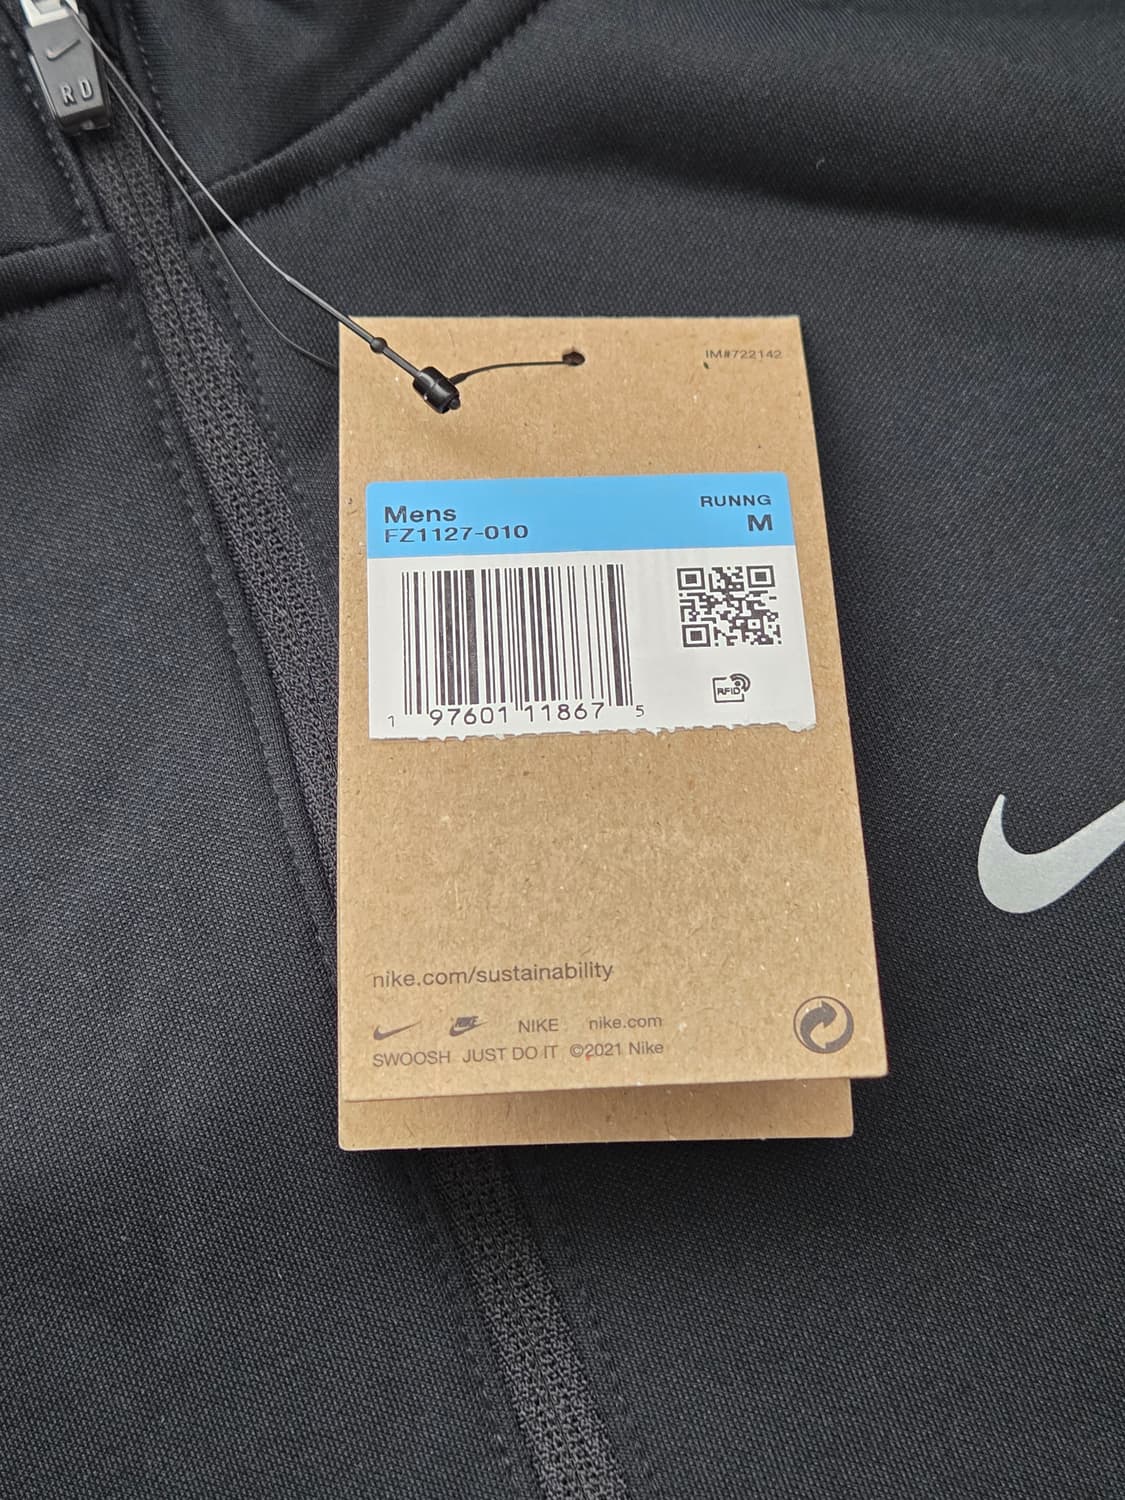 RD
IM#722142
Mens
RUNNG
FZ1127-010
M
1 97601 11867 5
RFID
nike.com/sustainability
NIKE nike.com
SWOOSH JUST DO IT ©2021 Nike